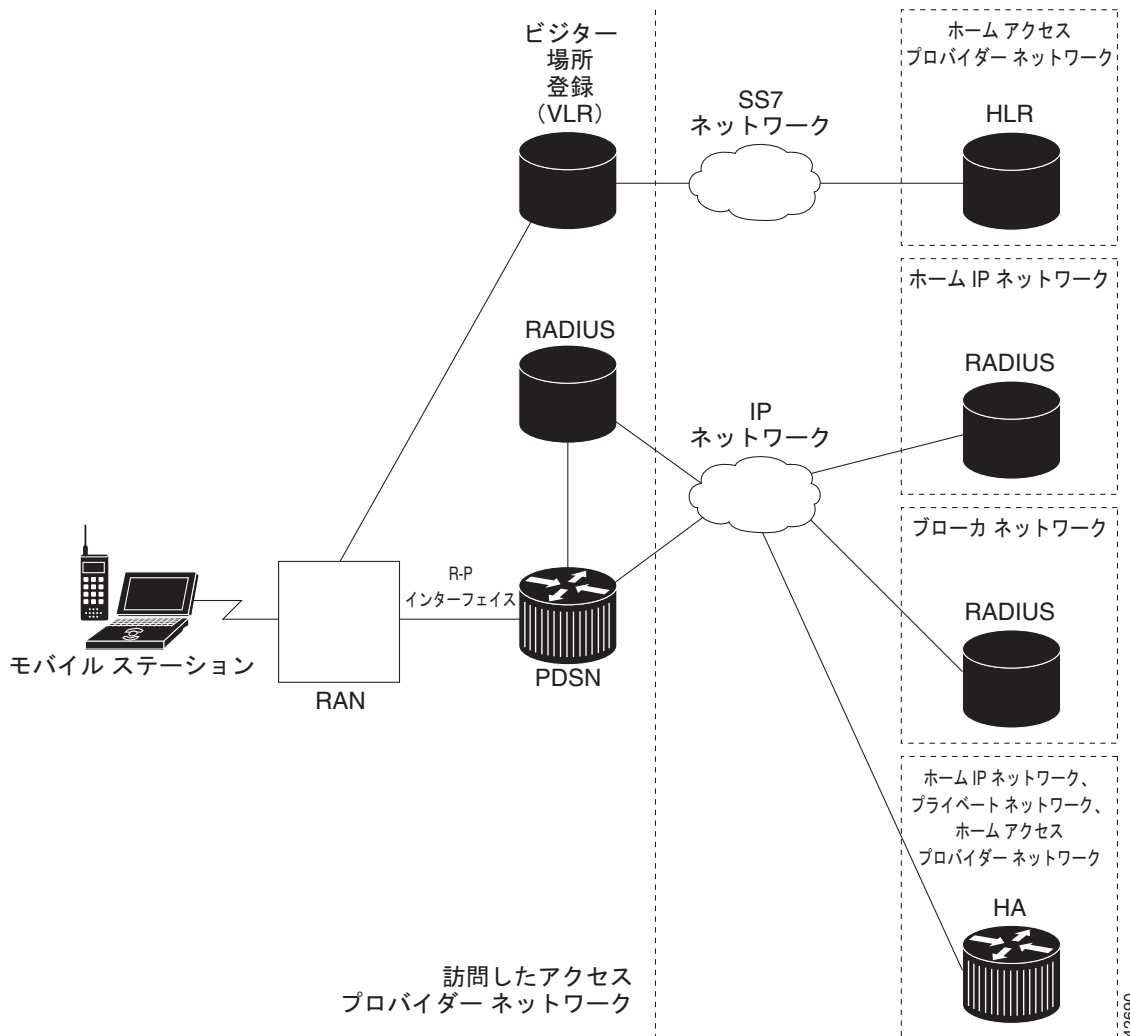 ビジター
場所
登録
（VLR）
SS7
ネットワーク
ホーム アクセス
プロバイダー ネットワーク
HLR
ホーム IP ネットワーク
RADIUS
RADIUS
IP
ネットワーク
ブローカ ネットワーク
RADIUS
R-P
インターフェイス
モバイル ステーション
RAN
PDSN
ホーム IP ネットワーク、
プライベート ネットワーク、
ホーム アクセス
プロバイダー ネットワーク
HA
訪問したアクセス
プロバイダー ネットワーク